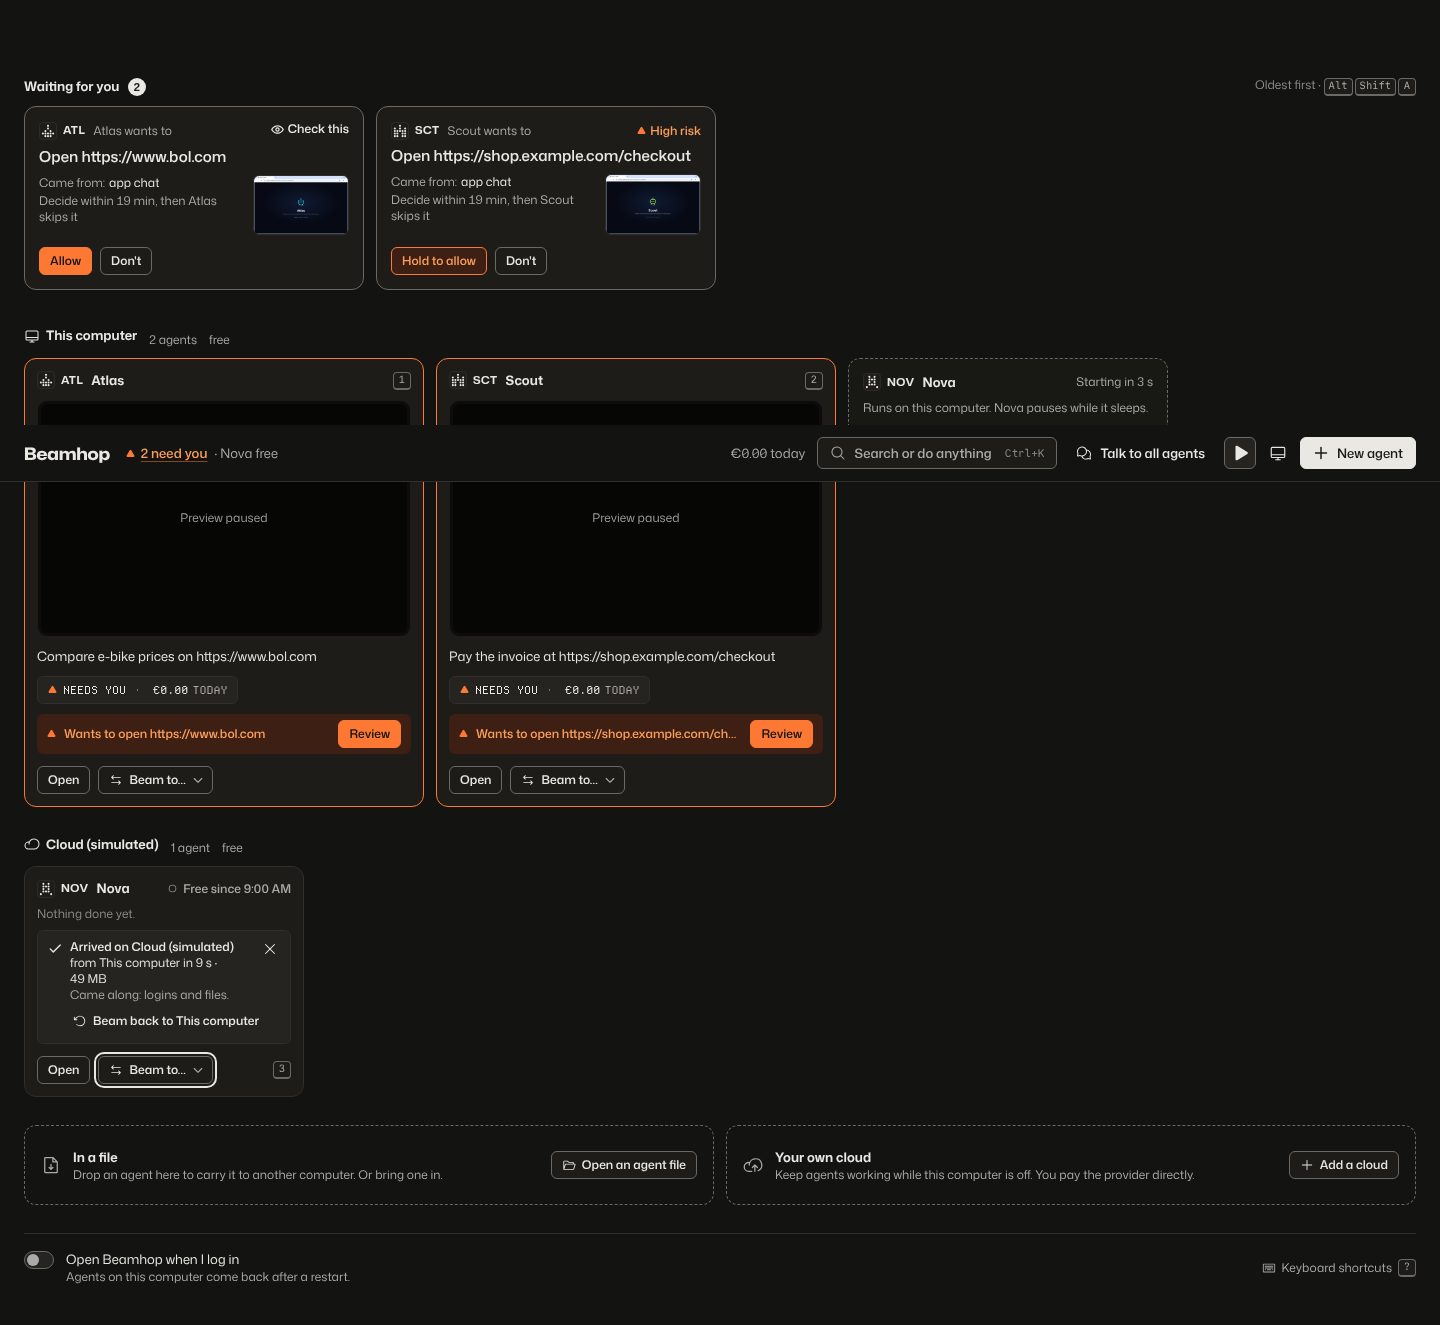 Waiting for you 2
Oldest first · Alt Shift A
ATL Atlas wants to
Check this
Open https://www.bol.com
Came from: app chat
Decide within 19 min, then Atlas
skips it
Allow
Don't
SCT Scout wants to
High risk
Open https://shop.example.com/checkout
Came from: app chat
Decide within 19 min, then Scout
skips it
Hold to allow
Don't
This computer 2 agents free
ATL Atlas 1
SCT Scout 2
NOV Nova Starting in 3 s
Runs on this computer. Nova pauses while it sleeps.
Beamhop 2 need you · Nova free
€0.00 today
Search or do anything Ctrl+K
Talk to all agents
New agent
Preview paused
Compare e-bike prices on https://www.bol.com
NEEDS YOU · €0.00 TODAY
Wants to open https://www.bol.com
Review
Open
Beam to...
Preview paused
Pay the invoice at https://shop.example.com/checkout
NEEDS YOU · €0.00 TODAY
Wants to open https://shop.example.com/ch...
Review
Open
Beam to...
Cloud (simulated) 1 agent free
NOV Nova Free since 9:00 AM
Nothing done yet.
Arrived on Cloud (simulated)
from This computer in 9 s ·
49 MB
Came along: logins and files.
Beam back to This computer
Open
Beam to...
3
In a file
Drop an agent here to carry it to another computer. Or bring one in.
Open an agent file
Your own cloud
Keep agents working while this computer is off. You pay the provider directly.
Add a cloud
Open Beamhop when I log in
Agents on this computer come back after a restart.
Keyboard shortcuts ?